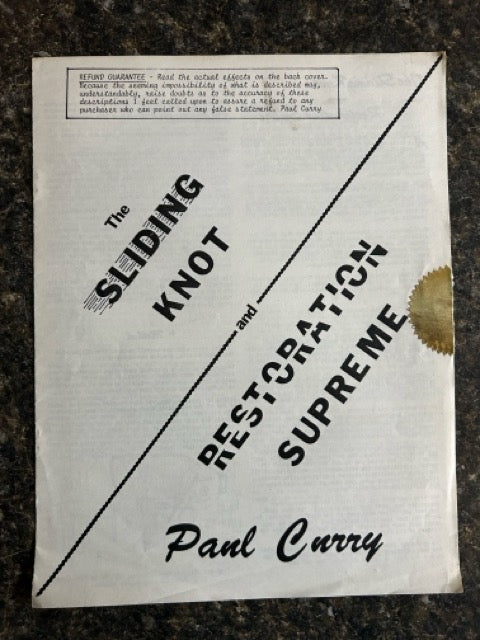 REFUND GUARANTEE - Read the actual effects on the back cover.
Because the seeming impossibility of what is described may,
understandably, raise doubts as to the accuracy of these
descriptions I feel called upon to assure a refund to any
purchaser who can point out any false statement. Paul Curry
The
SLIDING
KNOT
and
RESTORATION
SUPREME
Paul Curry